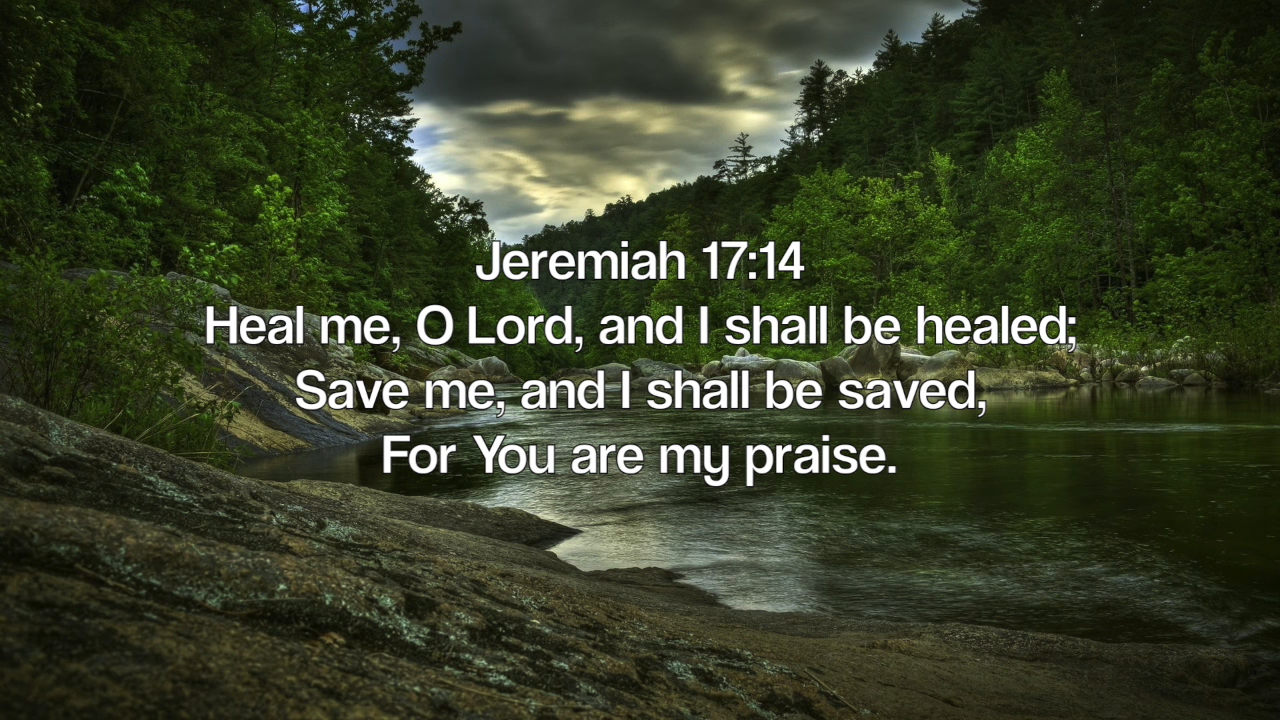 Jeremiah 17:14
Heal me, O Lord, and I shall be healed;
Save me, and I shall be saved,
For You are my praise.